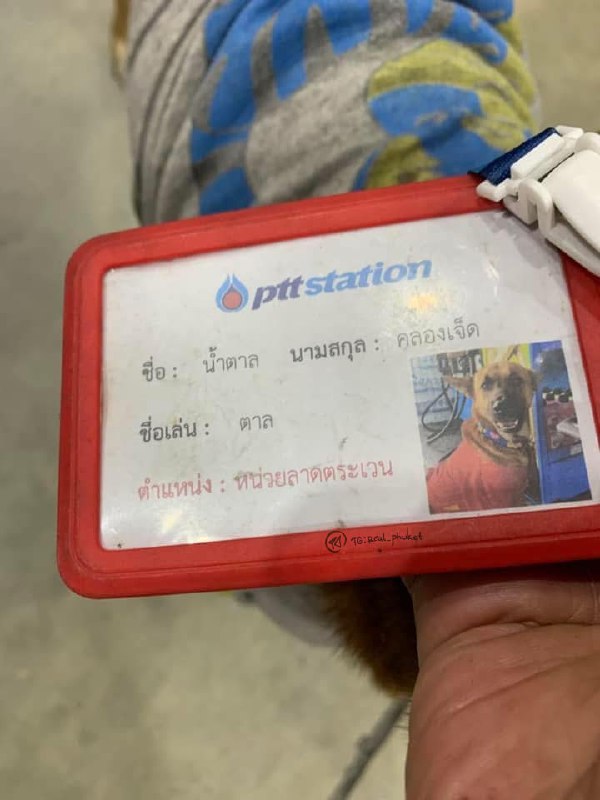 ptt station
ชื่อ : น้ำตาล นามสกุล : คลองเจ็ด
ชื่อเล่น : ตาล
ตำแหน่ง : หน่วยลาดตระเวน